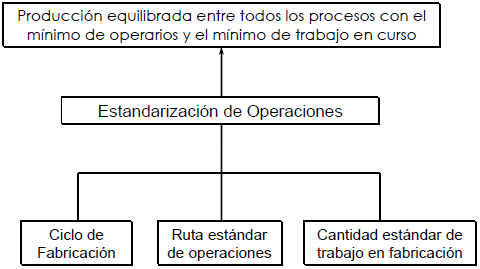 Producción equilibrada entre todos los procesos con el
mínimo de operarios y el mínimo de trabajo en curso
Estandarización de Operaciones
Ciclo de
Fabricación
Ruta estándar
de operaciones
Cantidad estándar de
trabajo en fabricación